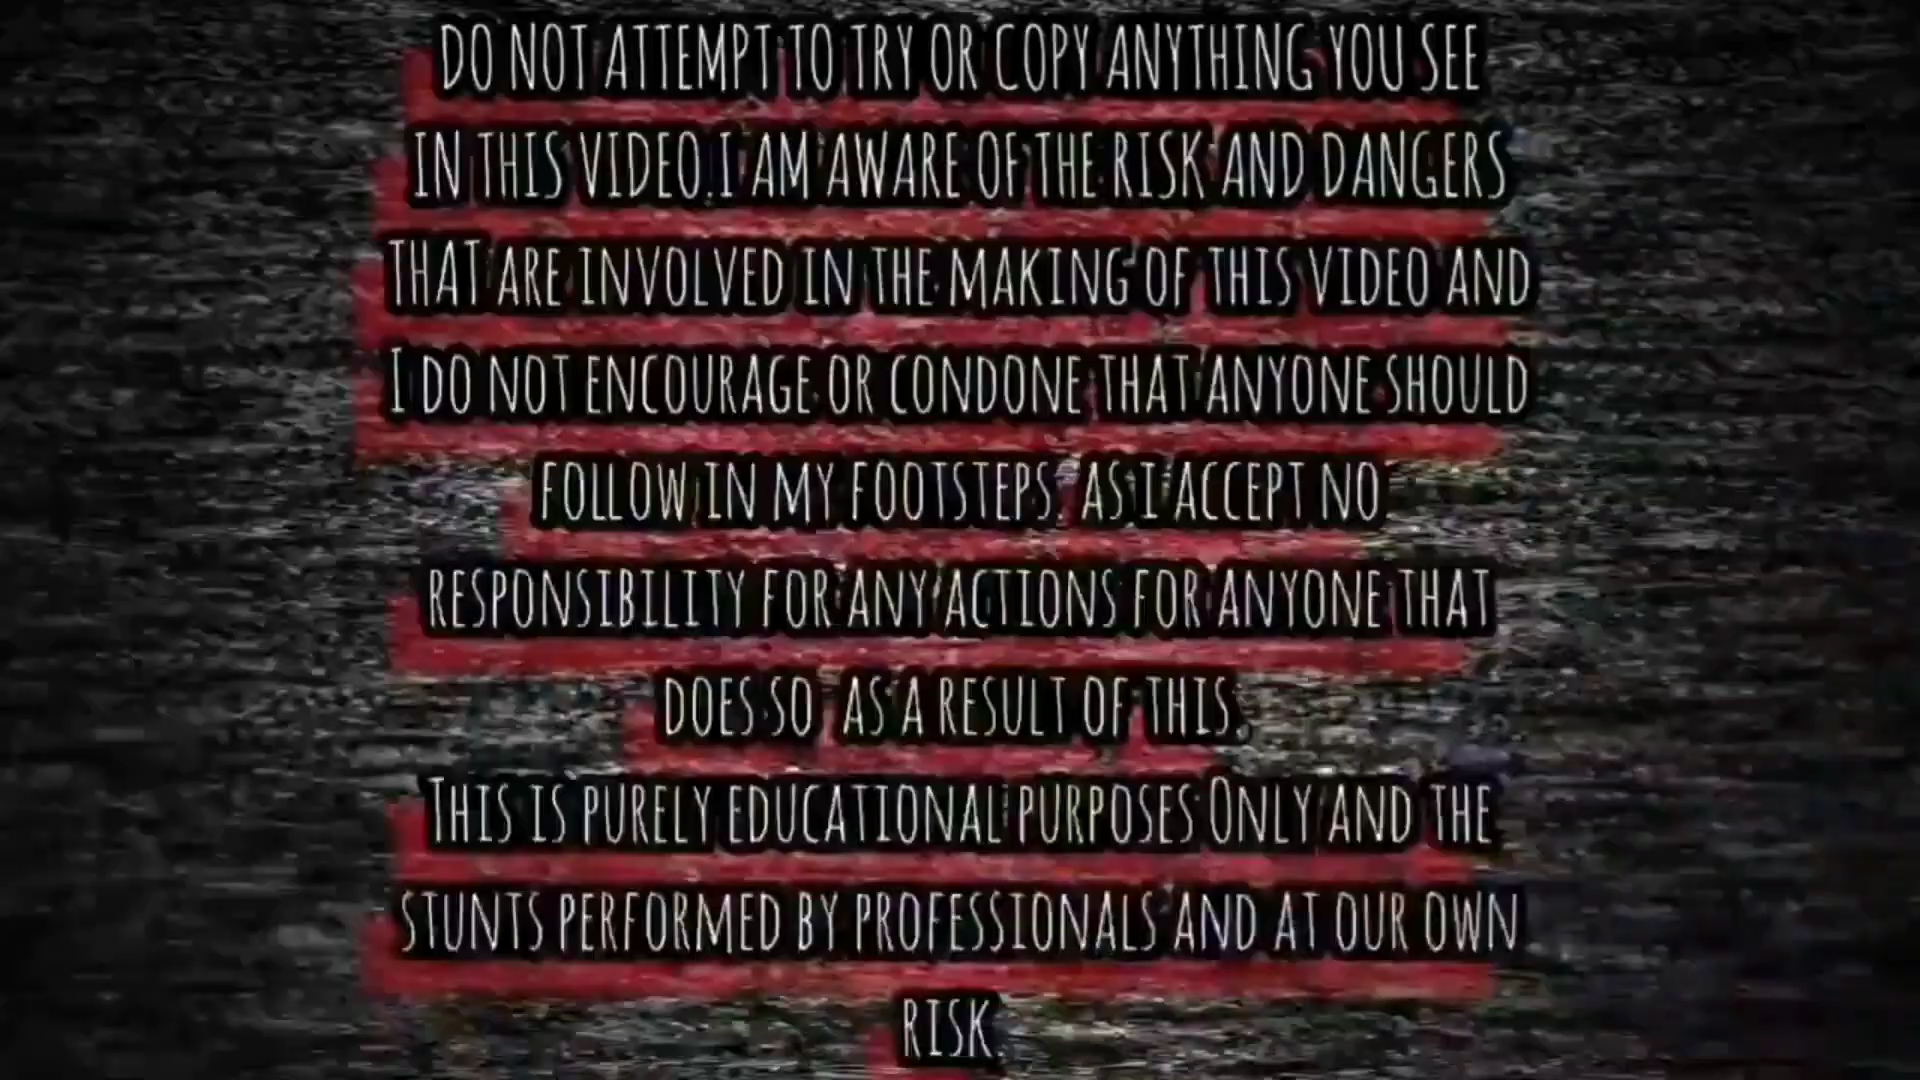 DO NOT ATTEMPT TO TRY OR COPY ANYTHING YOU SEE
IN THIS VIDEO.I AM AWARE OF THE RISK AND DANGERS
THAT ARE INVOLVED IN THE MAKING OF THIS VIDEO AND
I DO NOT ENCOURAGE OR CONDONE THAT ANYONE SHOULD
FOLLOW IN MY FOOTSTEPS. AS I ACCEPT NO
RESPONSIBILITY FOR ANY ACTIONS FOR ANYONE THAT
DOES SO AS A RESULT OF THIS.
THIS IS PURELY EDUCATIONAL PURPOSES ONLY AND THE
STUNTS PERFORMED BY PROFESSIONALS AND AT OUR OWN
RISK.